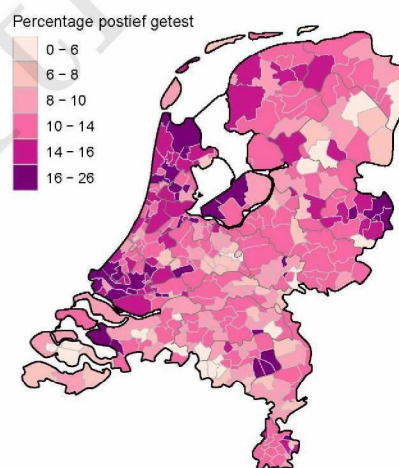 Percentage postief getest
0 – 6
6 – 8
8 – 10
10 – 14
14 – 16
16 – 26